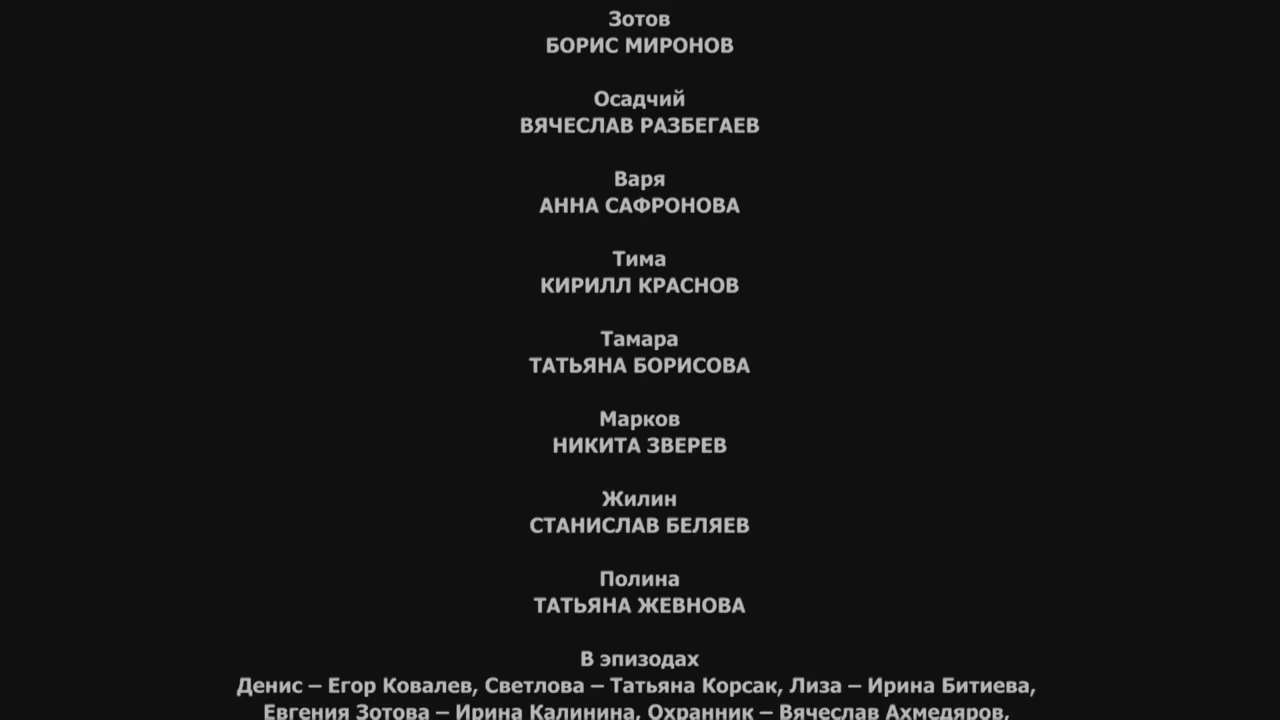 Зотов
БОРИС МИРОНОВ
Осадчий
ВЯЧЕСЛАВ РАЗБЕГАЕВ
Варя
АННА САФРОНОВА
Тима
КИРИЛЛ КРАСНОВ
Тамара
ТАТЬЯНА БОРИСОВА
Марков
НИКИТА ЗВЕРЕВ
Жилин
СТАНИСЛАВ БЕЛЯЕВ
Полина
ТАТЬЯНА ЖЕВНОВА
В эпизодах
Денис – Егор Ковалев, Светлова – Татьяна Корсак, Лиза – Ирина Битиева,
Евгения Зотова – Ирина Калинина, Охранник – Вячеслав Ахмедяров,